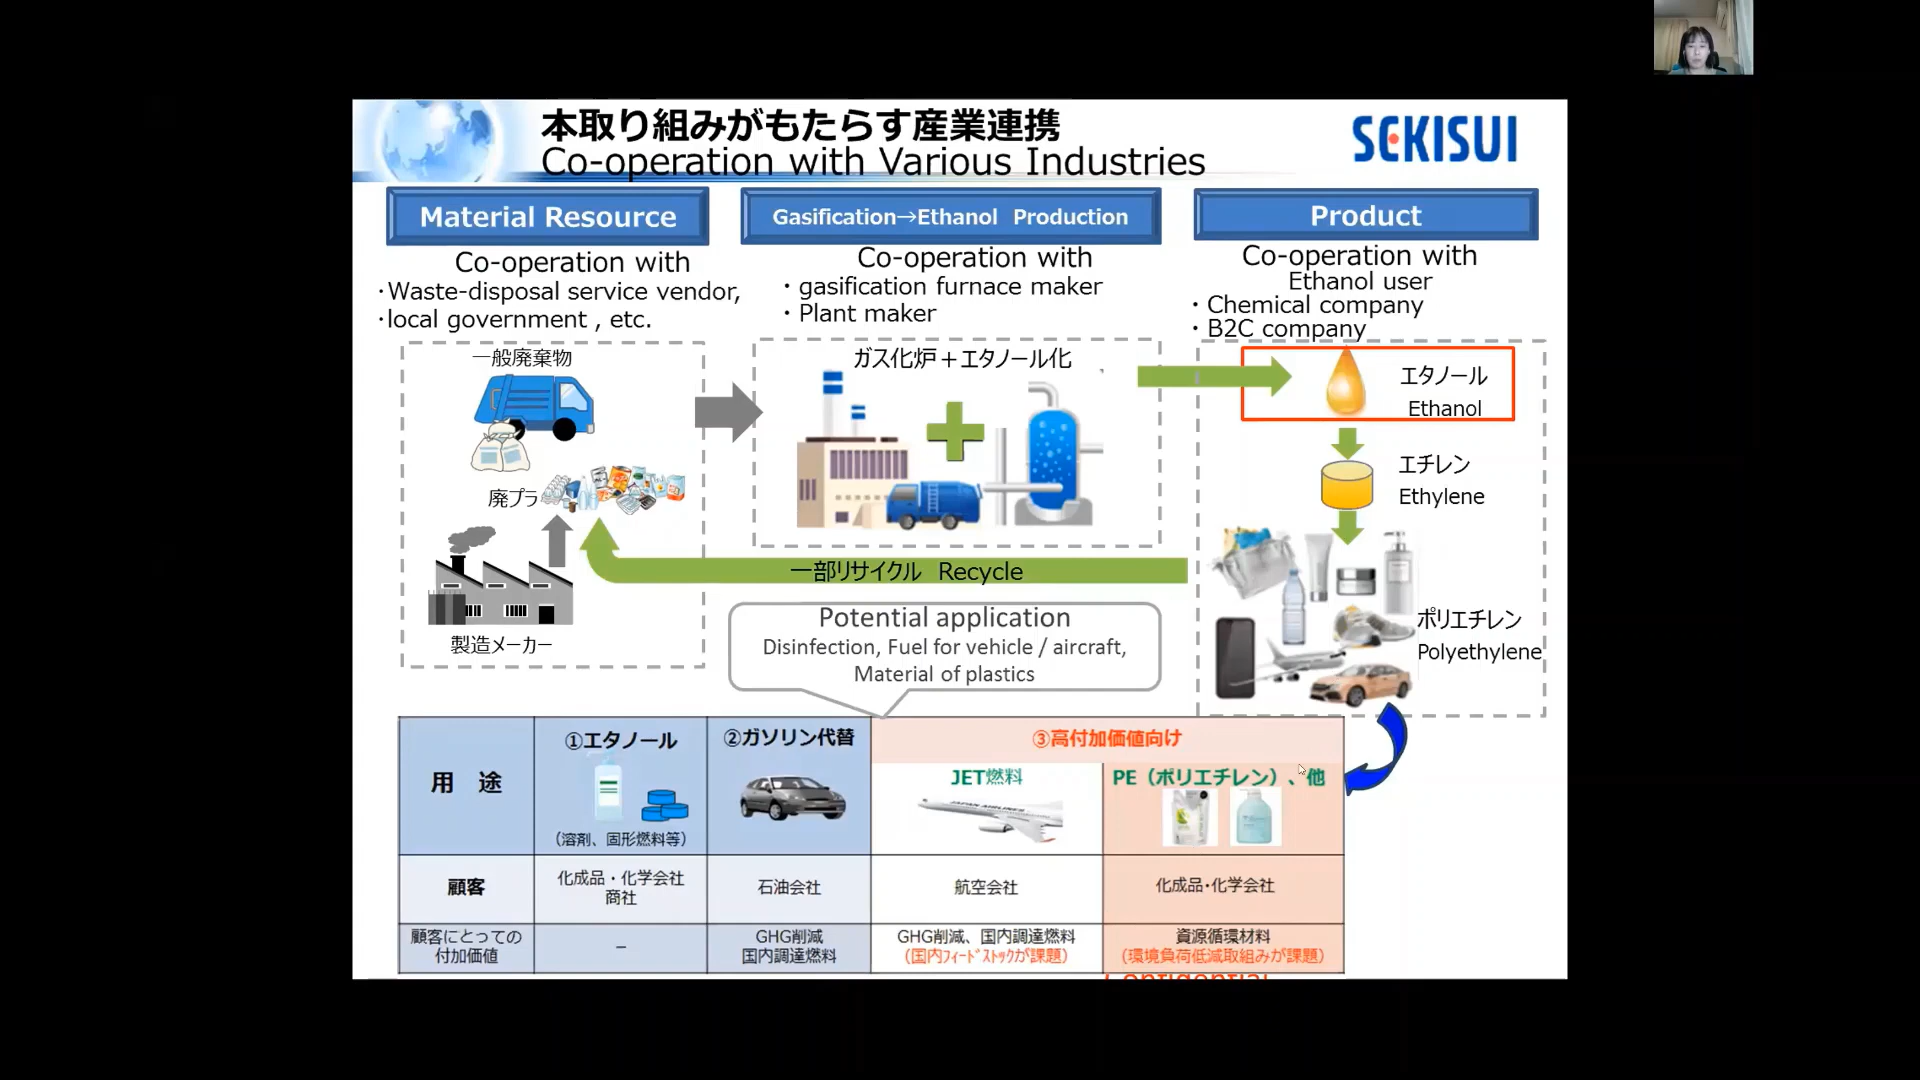 本取り組みがもたらす産業連携
Co-operation with Various Industries
SEKISUI
Material Resource
Co-operation with
・Waste-disposal service vendor,
・local government , etc.
一般廃棄物
廃プラ
製造メーカー
Gasification→Ethanol Production
Co-operation with
・gasification furnace maker
・Plant maker
ガス化炉＋エタノール化
一部リサイクル Recycle
Product
Co-operation with
Ethanol user
・Chemical company
・B2C company
エタノール
Ethanol
エチレン
Ethylene
ポリエチレン
Polyethylene
Potential application
Disinfection, Fuel for vehicle / aircraft,
Material of plastics
用 途
①エタノール
（溶剤、固形燃料等）
②ガソリン代替
③高付加価値向け
JET燃料
JAPAN AIRLINES
PE（ポリエチレン）、他
顧客
化成品・化学会社
商社
石油会社
航空会社
化成品・化学会社
顧客にとっての
付加価値
－
GHG削減
国内調達燃料
GHG削減、国内調達燃料
（国内フィードストックが課題）
資源循環材料
（環境負荷低減取組みが課題）
Confidential